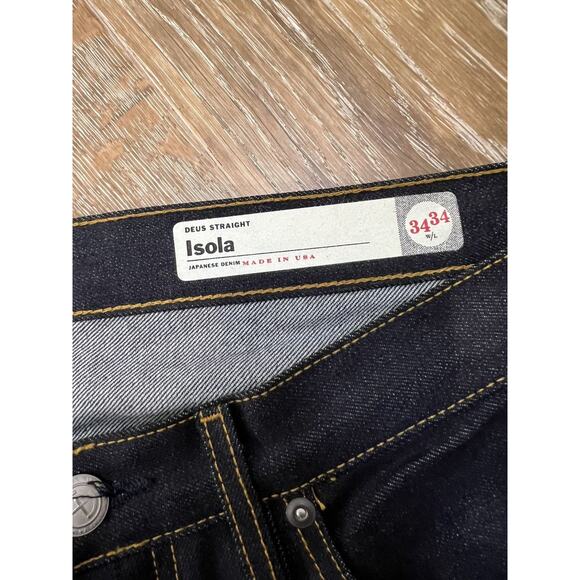 DEUS STRAIGHT
Isola
JAPANESE DENIM MADE IN USA
34 34
W/L